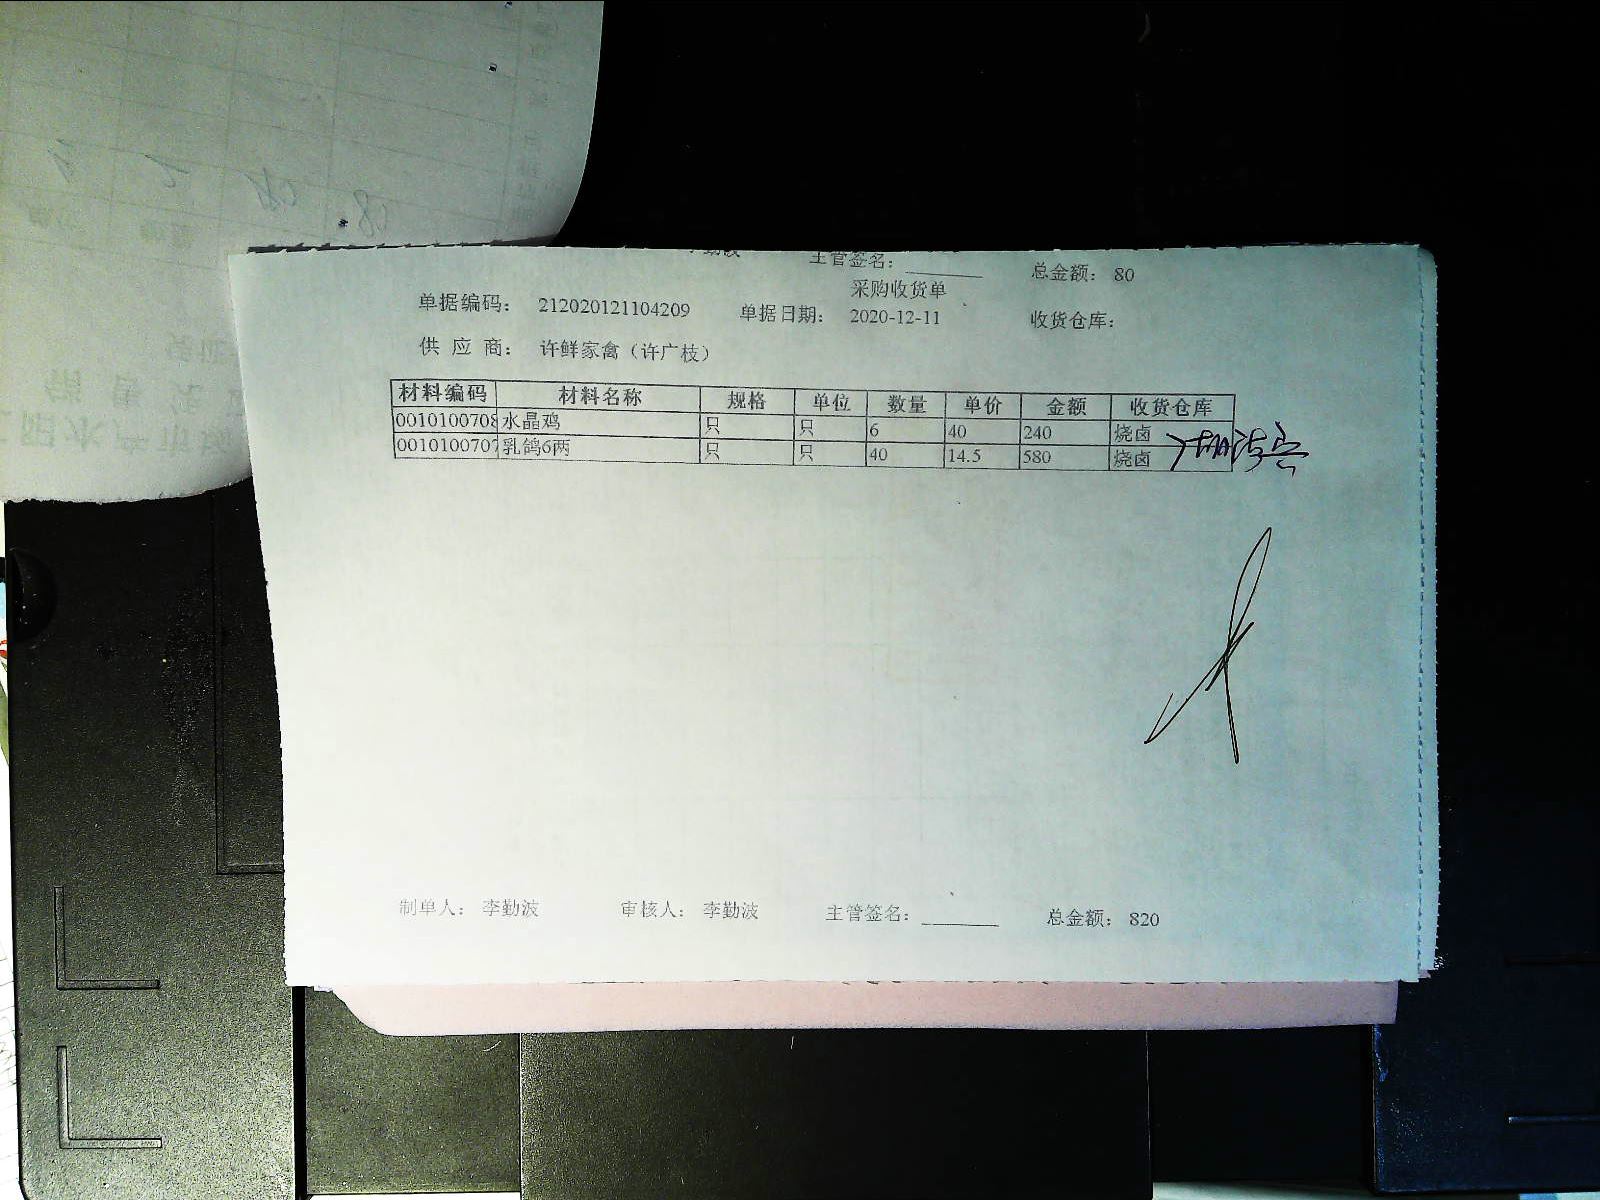 主管签名： 总金额： 80
采购收货单
单据编码： 212020121104209 单据日期： 2020-12-11 收货仓库：
供 应 商： 许鲜家禽（许广枝）
材料编码 材料名称 规格 单位 数量 单价 金额 收货仓库
0010100708 水晶鸡 只 只 6 40 240 烧卤
0010100707 乳鸽6两 只 只 40 14.5 580 烧卤
制单人： 李勤波 审核人： 李勤波 主管签名： 总金额： 820